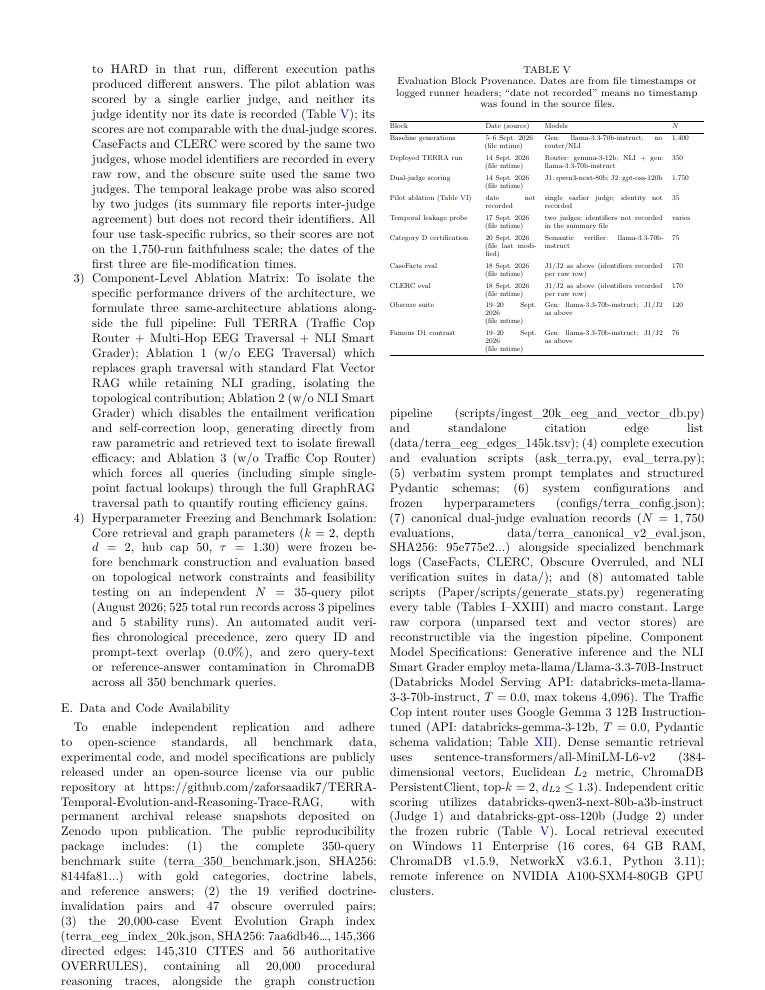 to HARD in that run, different execution paths
produced different answers. The pilot ablation was
scored by a single earlier judge, and neither its
judge identity nor its date is recorded (Table V); its
scores are not comparable with the dual-judge scores.
CaseFacts and CLERC were scored by the same two
judges, whose model identifiers are recorded in every
raw row, and the obscure suite used the same two
judges. The temporal leakage probe was also scored
by two judges (its summary file reports inter-judge
agreement) but does not record their identifiers. All
four use task-specific rubrics, so their scores are not
on the 1,750-run faithfulness scale; the dates of the
first three are file-modification times.
3) Component-Level Ablation Matrix: To isolate the
specific performance drivers of the architecture, we
formulate three same-architecture ablations along-
side the full pipeline: Full TERRA (Traffic Cop
Router + Multi-Hop EEG Traversal + NLI Smart
Grader); Ablation 1 (w/o EEG Traversal) which
replaces graph traversal with standard Flat Vector
RAG while retaining NLI grading, isolating the
topological contribution; Ablation 2 (w/o NLI Smart
Grader) which disables the entailment verification
and self-correction loop, generating directly from
raw parametric and retrieved text to isolate firewall
efficacy; and Ablation 3 (w/o Traffic Cop Router)
which forces all queries (including simple single-
point factual lookups) through the full GraphRAG
traversal path to quantify routing efficiency gains.
4) Hyperparameter Freezing and Benchmark Isolation:
Core retrieval and graph parameters (k = 2, depth
d = 2, hub cap 50, τ = 1.30) were frozen be-
fore benchmark construction and evaluation based
on topological network constraints and feasibility
testing on an independent N = 35-query pilot
(August 2026; 525 total run records across 3 pipelines
and 5 stability runs). An automated audit veri-
fies chronological precedence, zero query ID and
prompt-text overlap (0.0%), and zero query-text
or reference-answer contamination in ChromaDB
across all 350 benchmark queries.
E. Data and Code Availability
To enable independent replication and adhere
to open-science standards, all benchmark data,
experimental code, and model specifications are publicly
released under an open-source license via our public
repository at https://github.com/zaforsaadik7/TERRA-
Temporal-Evolution-and-Reasoning-Trace-RAG, with
permanent archival release snapshots deposited on
Zenodo upon publication. The public reproducibility
package includes: (1) the complete 350-query
benchmark suite (terra_350_benchmark.json, SHA256:
8144fa81...) with gold categories, doctrine labels,
and reference answers; (2) the 19 verified doctrine-
invalidation pairs and 47 obscure overruled pairs;
(3) the 20,000-case Event Evolution Graph index
(terra_eeg_index_20k.json, SHA256: 7aa6db46..., 145,366
directed edges: 145,310 CITES and 56 authoritative
OVERRULES), containing all 20,000 procedural
reasoning traces, alongside the graph construction
TABLE V
Evaluation Block Provenance. Dates are from file timestamps or
logged runner headers; “date not recorded” means no timestamp
was found in the source files.
Block Date (source) Models N
Baseline generations 5–6 Sept. 2026 (file mtime) Gen: llama-3.3-70b-instruct; no router/NLI 1,400
Deployed TERRA run 14 Sept. 2026 (file mtime) Router: gemma-3-12b; NLI + gen: llama-3.3-70b-instruct 350
Dual-judge scoring 14 Sept. 2026 (file mtime) J1: qwen3-next-80b; J2: gpt-oss-120b 1,750
Pilot ablation (Table VI) date not recorded single earlier judge; identity not recorded 35
Temporal leakage probe 17 Sept. 2026 (file mtime) two judges; identifiers not recorded in the summary file varies
Category D certification 20 Sept. 2026 (file last modi-fied) Semantic verifier: llama-3.3-70b-instruct 75
CaseFacts eval 18 Sept. 2026 (file mtime) J1/J2 as above (identifiers recorded per raw row) 170
CLERC eval 18 Sept. 2026 (file mtime) J1/J2 as above (identifiers recorded per raw row) 170
Obscure suite 19–20 Sept. 2026 (file mtime) Gen: llama-3.3-70b-instruct; J1/J2 as above 120
Famous D1 contrast 19–20 Sept. 2026 (file mtime) Gen: llama-3.3-70b-instruct; J1/J2 as above 76
pipeline (scripts/ingest_20k_eeg_and_vector_db.py)
and standalone citation edge list
(data/terra_eeg_edges_145k.tsv); (4) complete execution
and evaluation scripts (ask_terra.py, eval_terra.py);
(5) verbatim system prompt templates and structured
Pydantic schemas; (6) system configurations and
frozen hyperparameters (configs/terra_config.json);
(7) canonical dual-judge evaluation records (N = 1,750
evaluations, data/terra_canonical_v2_eval.json,
SHA256: 95e775e2...) alongside specialized benchmark
logs (CaseFacts, CLERC, Obscure Overruled, and NLI
verification suites in data/); and (8) automated table
scripts (Paper/scripts/generate_stats.py) regenerating
every table (Tables I–XXIII) and macro constant. Large
raw corpora (unparsed text and vector stores) are
reconstructible via the ingestion pipeline. Component
Model Specifications: Generative inference and the NLI
Smart Grader employ meta-llama/Llama-3.3-70B-Instruct
(Databricks Model Serving API: databricks-meta-llama-
3-3-70b-instruct, T = 0.0, max tokens 4,096). The Traffic
Cop intent router uses Google Gemma 3 12B Instruction-
tuned (API: databricks-gemma-3-12b, T = 0.0, Pydantic
schema validation; Table XII). Dense semantic retrieval
uses sentence-transformers/all-MiniLM-L6-v2 (384-
dimensional vectors, Euclidean L2 metric, ChromaDB
PersistentClient, top-k = 2, dL2 ≤ 1.3). Independent critic
scoring utilizes databricks-qwen3-next-80b-a3b-instruct
(Judge 1) and databricks-gpt-oss-120b (Judge 2) under
the frozen rubric (Table V). Local retrieval executed
on Windows 11 Enterprise (16 cores, 64 GB RAM,
ChromaDB v1.5.9, NetworkX v3.6.1, Python 3.11);
remote inference on NVIDIA A100-SXM4-80GB GPU
clusters.